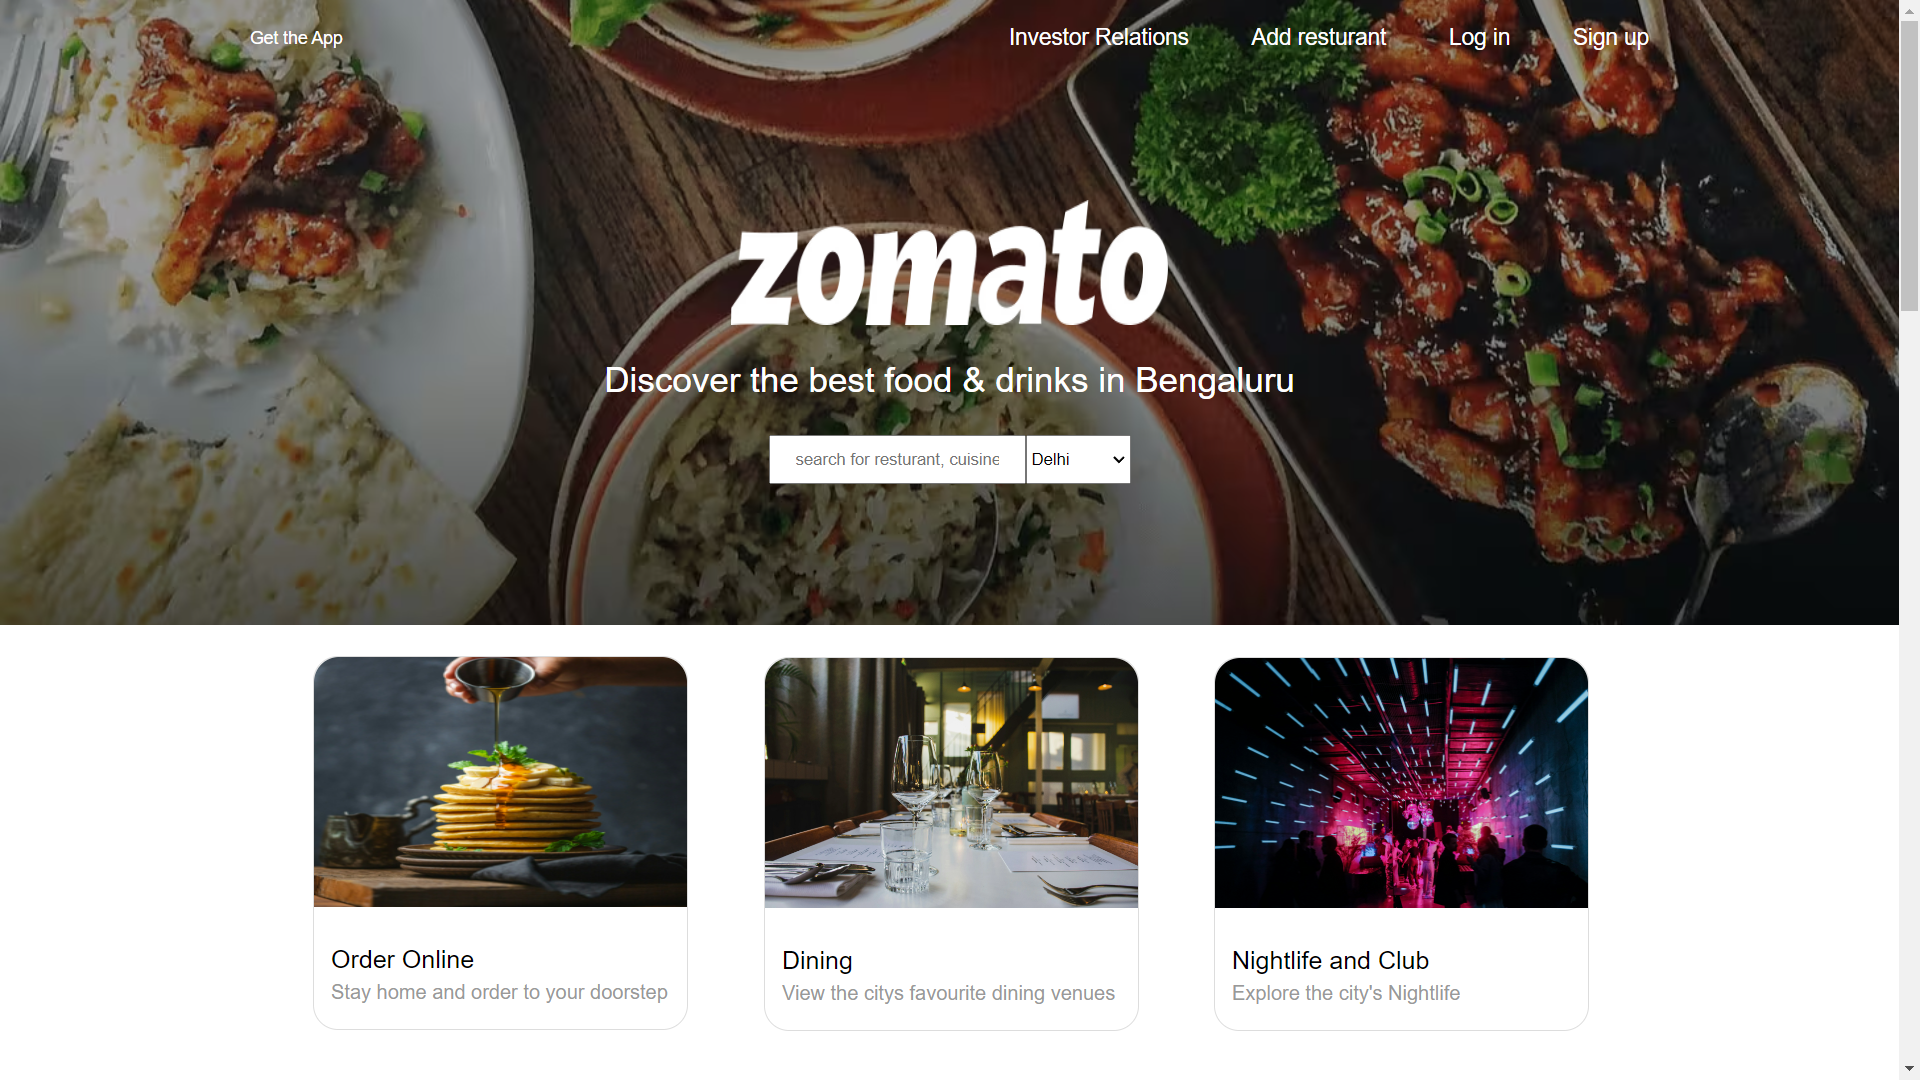 Get the App
Investor Relations
Add resturant
Log in
Sign up
zomato
Discover the best food & drinks in Bengaluru
search for resturant, cuisine
Delhi
Order Online
Stay home and order to your doorstep
Dining
View the citys favourite dining venues
Nightlife and Club
Explore the city's Nightlife